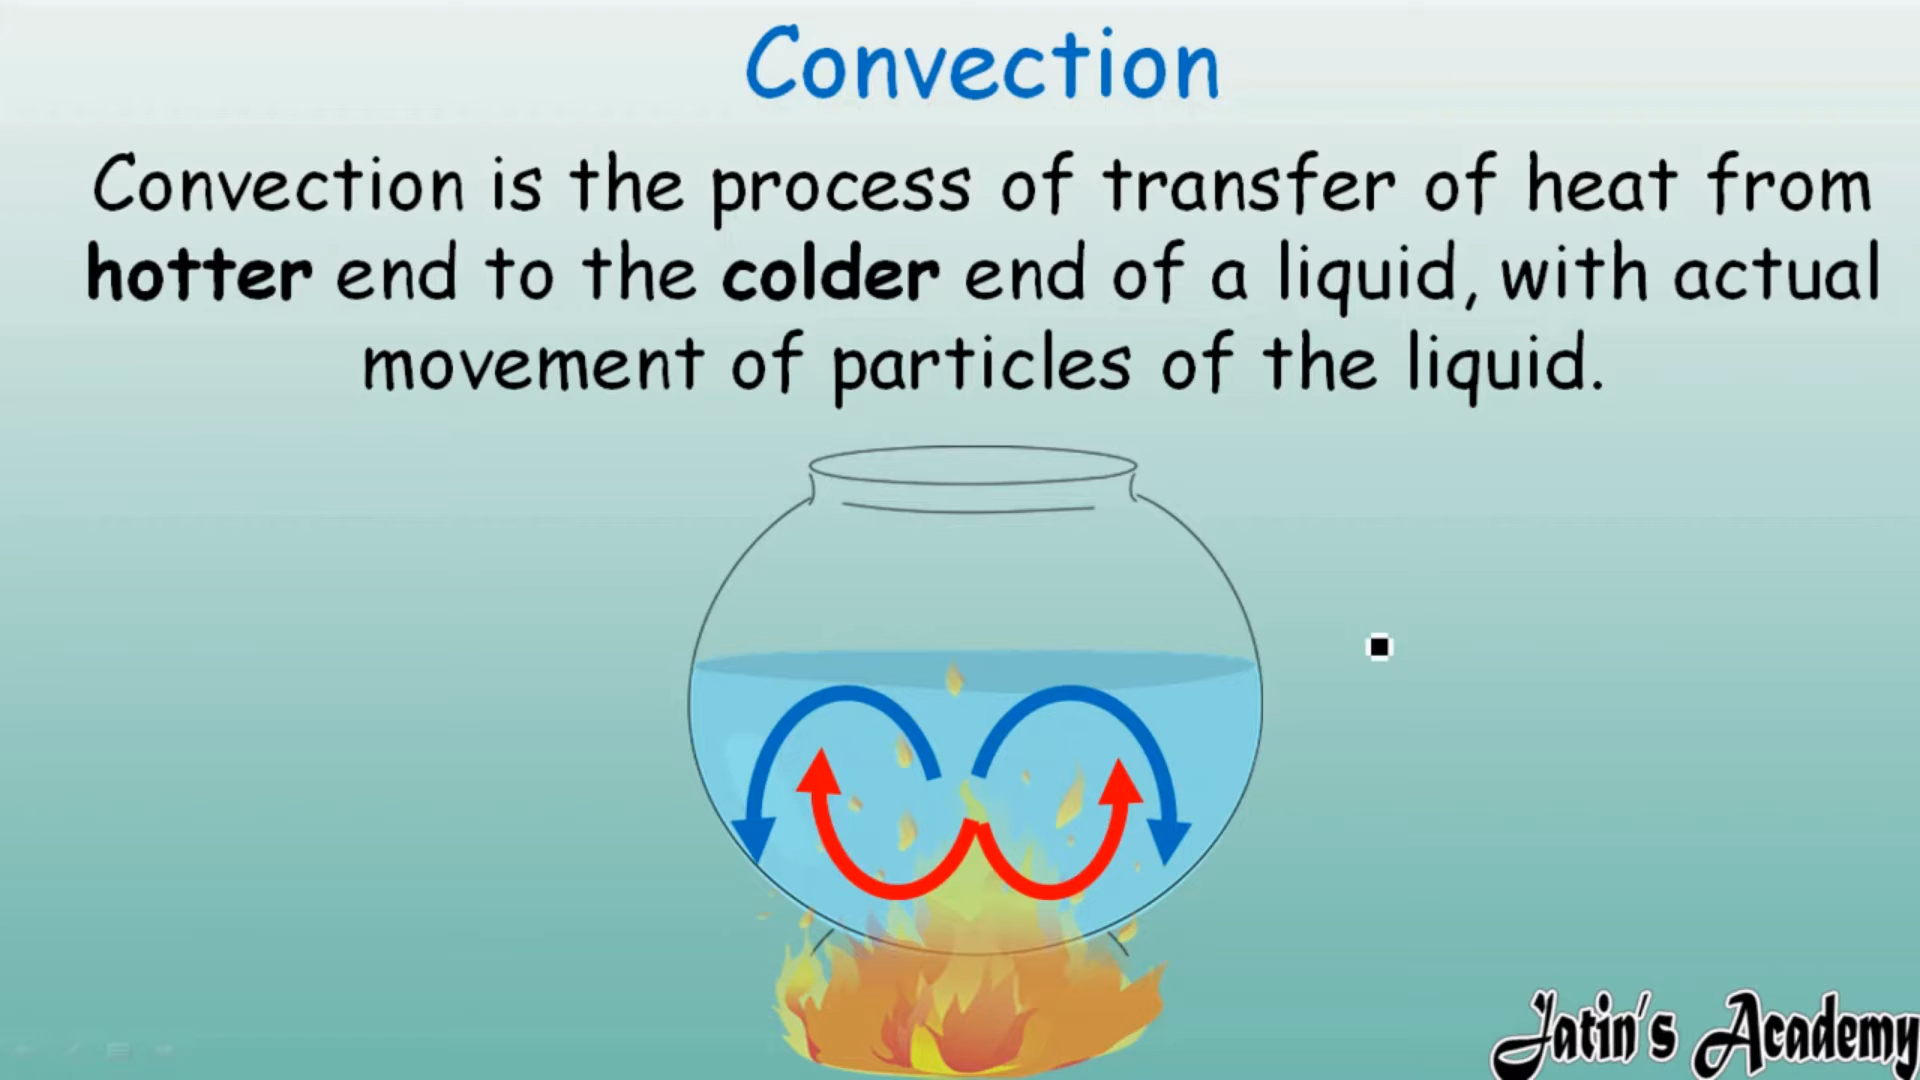 Convection
Convection is the process of transfer of heat from
hotter end to the colder end of a liquid, with actual
movement of particles of the liquid.
Jatin's Academy